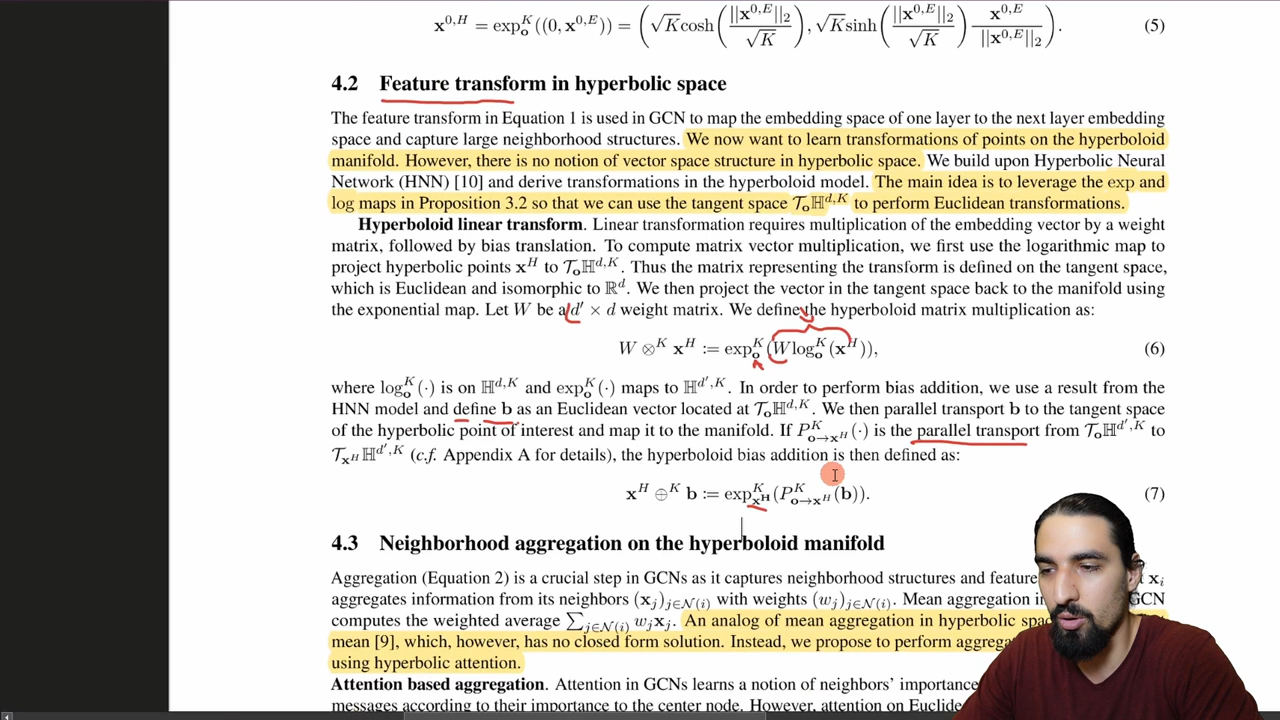 x^{0,H} = exp_o^K((0, x^{0,E})) = (√K cosh(||x^{0,E}||_2 / √K), √K sinh(||x^{0,E}||_2 / √K) x^{0,E} / ||x^{0,E}||_2). (5)
4.2 Feature transform in hyperbolic space
The feature transform in Equation 1 is used in GCN to map the embedding space of one layer to the next layer embedding
space and capture large neighborhood structures. We now want to learn transformations of points on the hyperboloid
manifold. However, there is no notion of vector space structure in hyperbolic space. We build upon Hyperbolic Neural
Network (HNN) [10] and derive transformations in the hyperboloid model. The main idea is to leverage the exp and
log maps in Proposition 3.2 so that we can use the tangent space T_o ℍ^{d,K} to perform Euclidean transformations.
Hyperboloid linear transform. Linear transformation requires multiplication of the embedding vector by a weight
matrix, followed by bias translation. To compute matrix vector multiplication, we first use the logarithmic map to
project hyperbolic points x^H to T_o ℍ^{d,K}. Thus the matrix representing the transform is defined on the tangent space,
which is Euclidean and isomorphic to ℝ^d. We then project the vector in the tangent space back to the manifold using
the exponential map. Let W be a d′ × d weight matrix. We define the hyperboloid matrix multiplication as:
W ⊗^K x^H := exp_o^K(W log_o^K(x^H)), (6)
where log_o^K(·) is on ℍ^{d,K} and exp_o^K(·) maps to ℍ^{d′,K}. In order to perform bias addition, we use a result from the
HNN model and define b as an Euclidean vector located at T_o ℍ^{d,K}. We then parallel transport b to the tangent space
of the hyperbolic point of interest and map it to the manifold. If P_{o→x^H}^K(·) is the parallel transport from T_o ℍ^{d′,K} to
T_{x^H} ℍ^{d′,K} (c.f. Appendix A for details), the hyperboloid bias addition is then defined as:
x^H ⊕^K b := exp_{x^H}^K(P_{o→x^H}^K(b)). (7)
4.3 Neighborhood aggregation on the hyperboloid manifold
Aggregation (Equation 2) is a crucial step in GCNs as it captures neighborhood structures and feature x_i
aggregates information from its neighbors (x_j)_{j∈N(i)} with weights (w_j)_{j∈N(i)}. Mean aggregation in GCN
computes the weighted average ∑_{j∈N(i)} w_j x_j. An analog of mean aggregation in hyperbolic
mean [9], which, however, has no closed form solution. Instead, we propose to perform
using hyperbolic attention.
Attention based aggregation. Attention in GCNs learns a notion of neighbors' importance
messages according to their importance to the center node. However, attention on